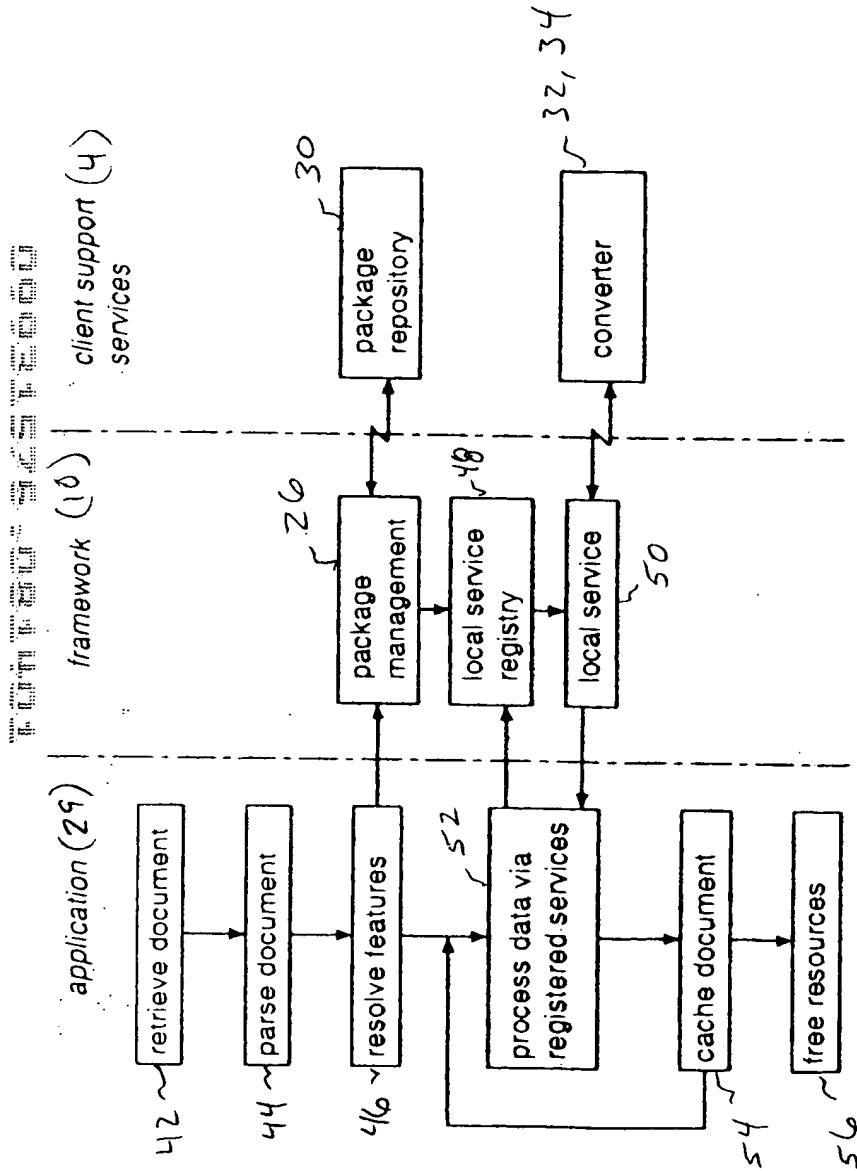 application (29)
framework (10)
client support (4)
services
42
retrieve document
44
parse document
46
resolve features
52
process data via
registered services
54
cache document
56
free resources
26
package
management
48
local service
registry
local service
50
30
package
repository
32, 34
converter